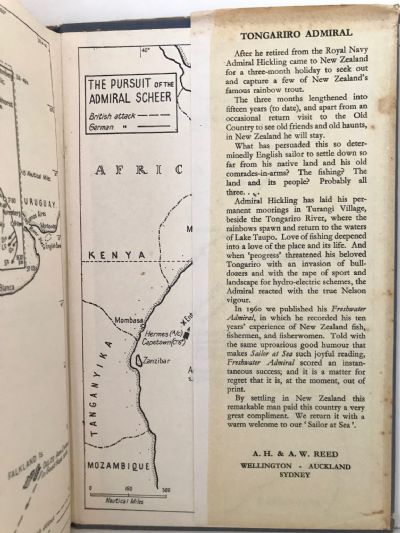 URUGUAY
FALKLAND IS
THE PURSUIT OF THE
ADMIRAL SCHEER
British attack
German "
40°
AFRIC
KENYA
Mombasa
Hermes (A/c)
Capetown (C6")
Zanzibar
TANGANYIKA
MOZAMBIQUE
0 150 500
Nautical Miles
TONGARIRO ADMIRAL
After he retired from the Royal Navy
Admiral Hickling came to New Zealand
for a three-month holiday to seek out
and capture a few of New Zealand's
famous rainbow trout.
The three months lengthened into
fifteen years (to date), and apart from an
occasional return visit to the Old
Country to see old friends and old haunts,
in New Zealand he will stay.
What has persuaded this so deter-
minedly English sailor to settle down so
far from his native land and his old
comrades-in-arms? The fishing? The
land and its people? Probably all
three. . .
Admiral Hickling has laid his per-
manent moorings in Turangi Village,
beside the Tongariro River, where the
rainbows spawn and return to the waters
of Lake Taupo. Love of fishing deepened
into a love of the place and its life. And
when 'progress' threatened his beloved
Tongariro with an invasion of bull-
dozers and with the rape of sport and
landscape for hydro-electric schemes, the
Admiral reacted with the true Nelson
vigour.
In 1960 we published his Freshwater
Admiral, in which he recorded his ten
years' experience of New Zealand fish,
fishermen, and fisherwomen. Told with
the same uproarious good humour that
makes Sailor at Sea such joyful reading,
Freshwater Admiral scored an instan-
taneous success; and it is a matter for
regret that it is, at the moment, out of
print.
By settling in New Zealand this
remarkable man paid this country a very
great compliment. We return it with a
warm welcome to our 'Sailor at Sea'.
A. H. & A. W. REED
WELLINGTON - AUCKLAND
SYDNEY